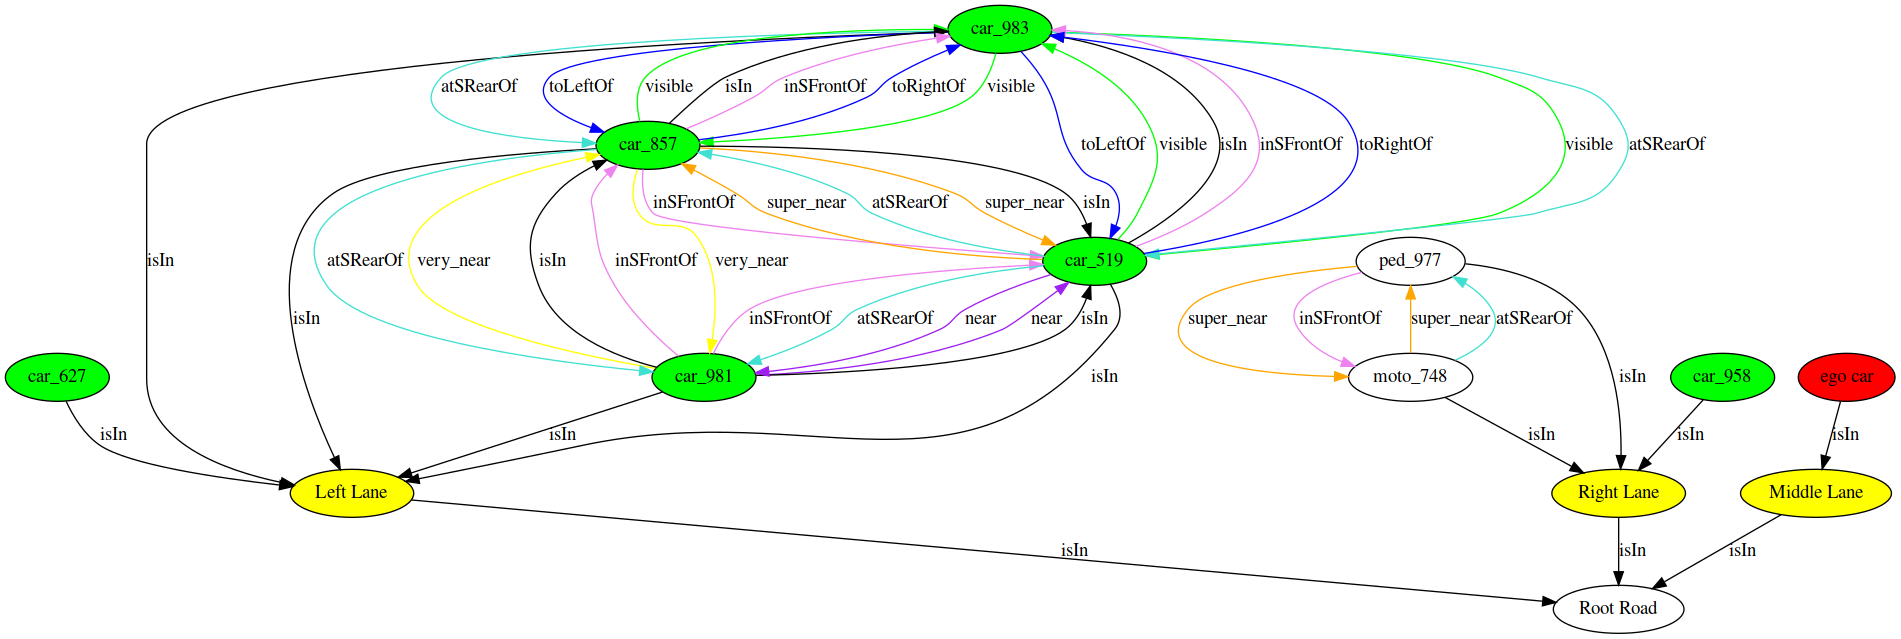 car_983
atSRearOf
toLeftOf
visible
isIn
inSFrontOf
toRightOf
visible
car_857
toLeftOf
visible
isIn
inSFrontOf
toRightOf
visible
atSRearOf
inSFrontOf
super_near
atSRearOf
super_near
isIn
isIn
atSRearOf
very_near
isIn
inSFrontOf
very_near
car_519
ped_977
isIn
inSFrontOf
atSRearOf
near
near
isIn
super_near
inSFrontOf
super_near
atSRearOf
car_627
car_981
isIn
moto_748
isIn
car_958
ego car
isIn
isIn
isIn
isIn
isIn
Left Lane
Right Lane
Middle Lane
isIn
isIn
isIn
Root Road